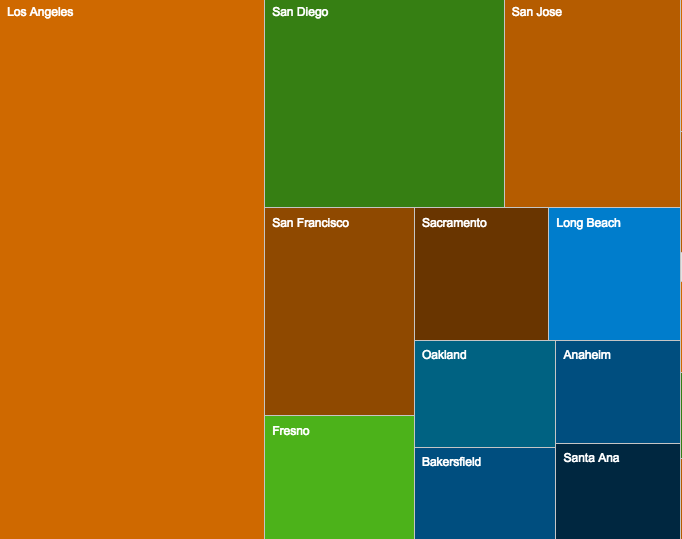 Los Angeles
San Diego
San Jose
San Francisco
Sacramento
Long Beach
Oakland
Anaheim
Fresno
Bakersfield
Santa Ana